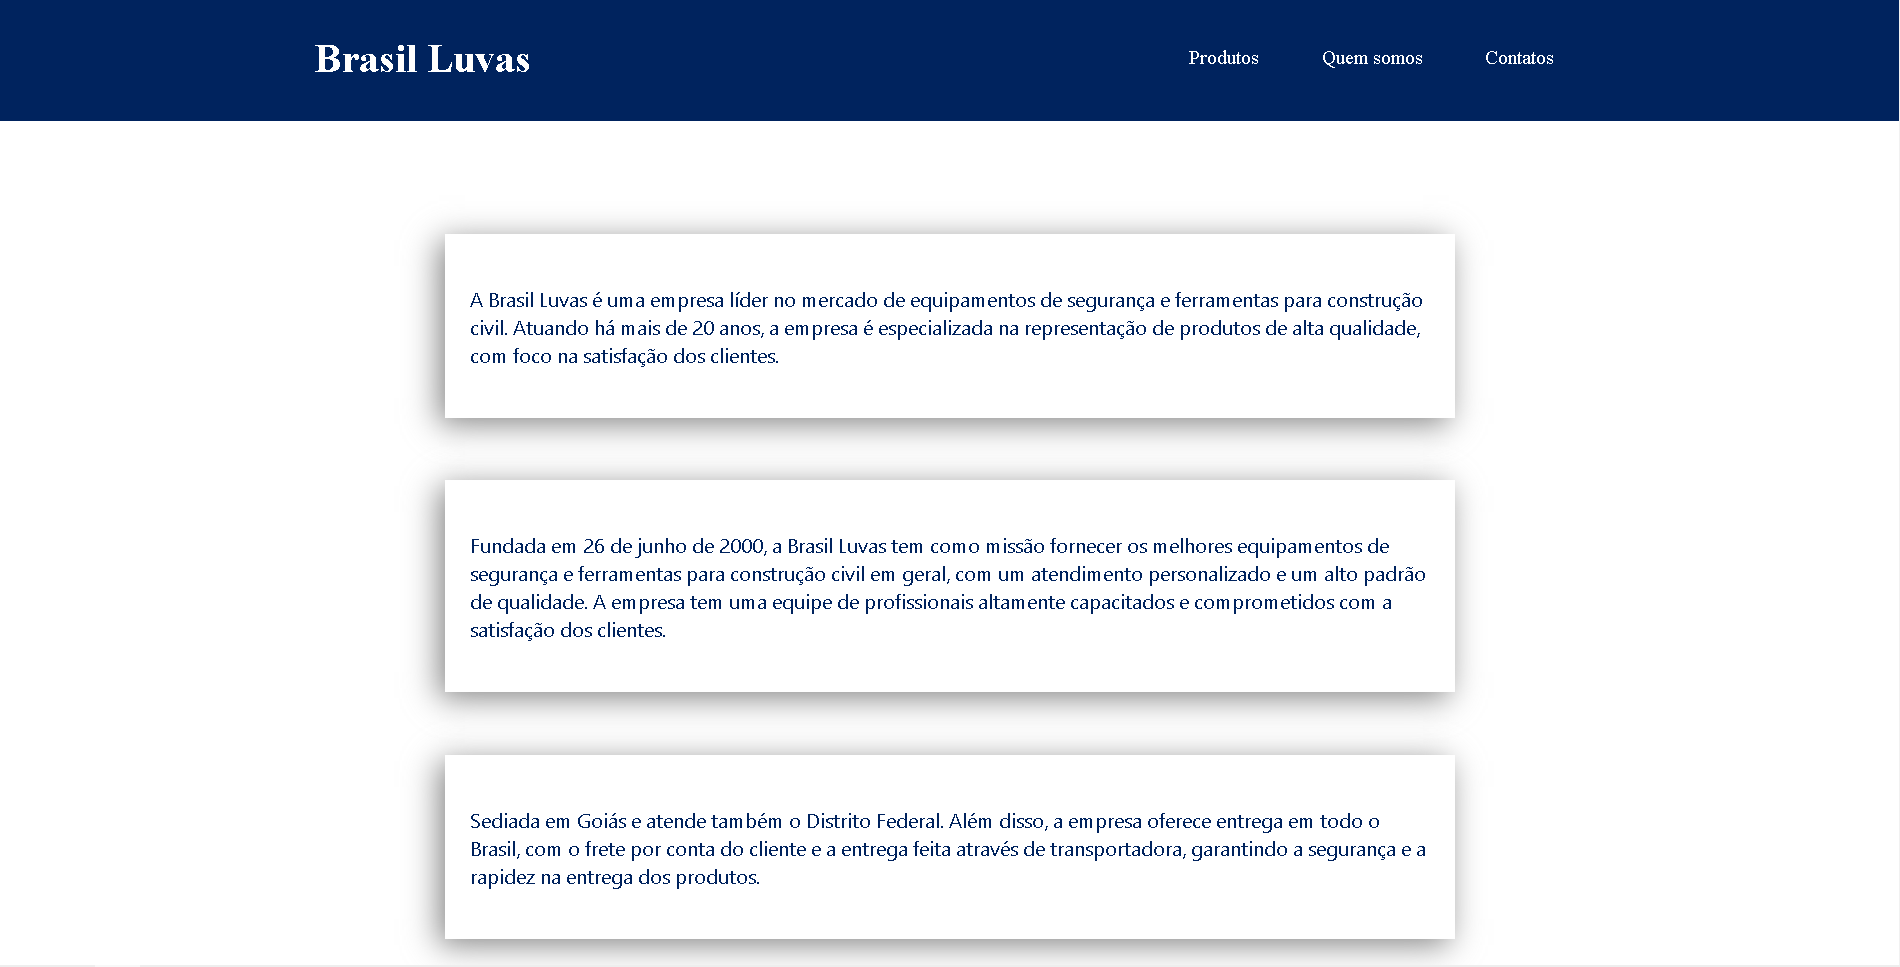 Brasil Luvas
Produtos
Quem somos
Contatos
A Brasil Luvas é uma empresa líder no mercado de equipamentos de segurança e ferramentas para construção
civil. Atuando há mais de 20 anos, a empresa é especializada na representação de produtos de alta qualidade,
com foco na satisfação dos clientes.
Fundada em 26 de junho de 2000, a Brasil Luvas tem como missão fornecer os melhores equipamentos de
segurança e ferramentas para construção civil em geral, com um atendimento personalizado e um alto padrão
de qualidade. A empresa tem uma equipe de profissionais altamente capacitados e comprometidos com a
satisfação dos clientes.
Sediada em Goiás e atende também o Distrito Federal. Além disso, a empresa oferece entrega em todo o
Brasil, com o frete por conta do cliente e a entrega feita através de transportadora, garantindo a segurança e a
rapidez na entrega dos produtos.